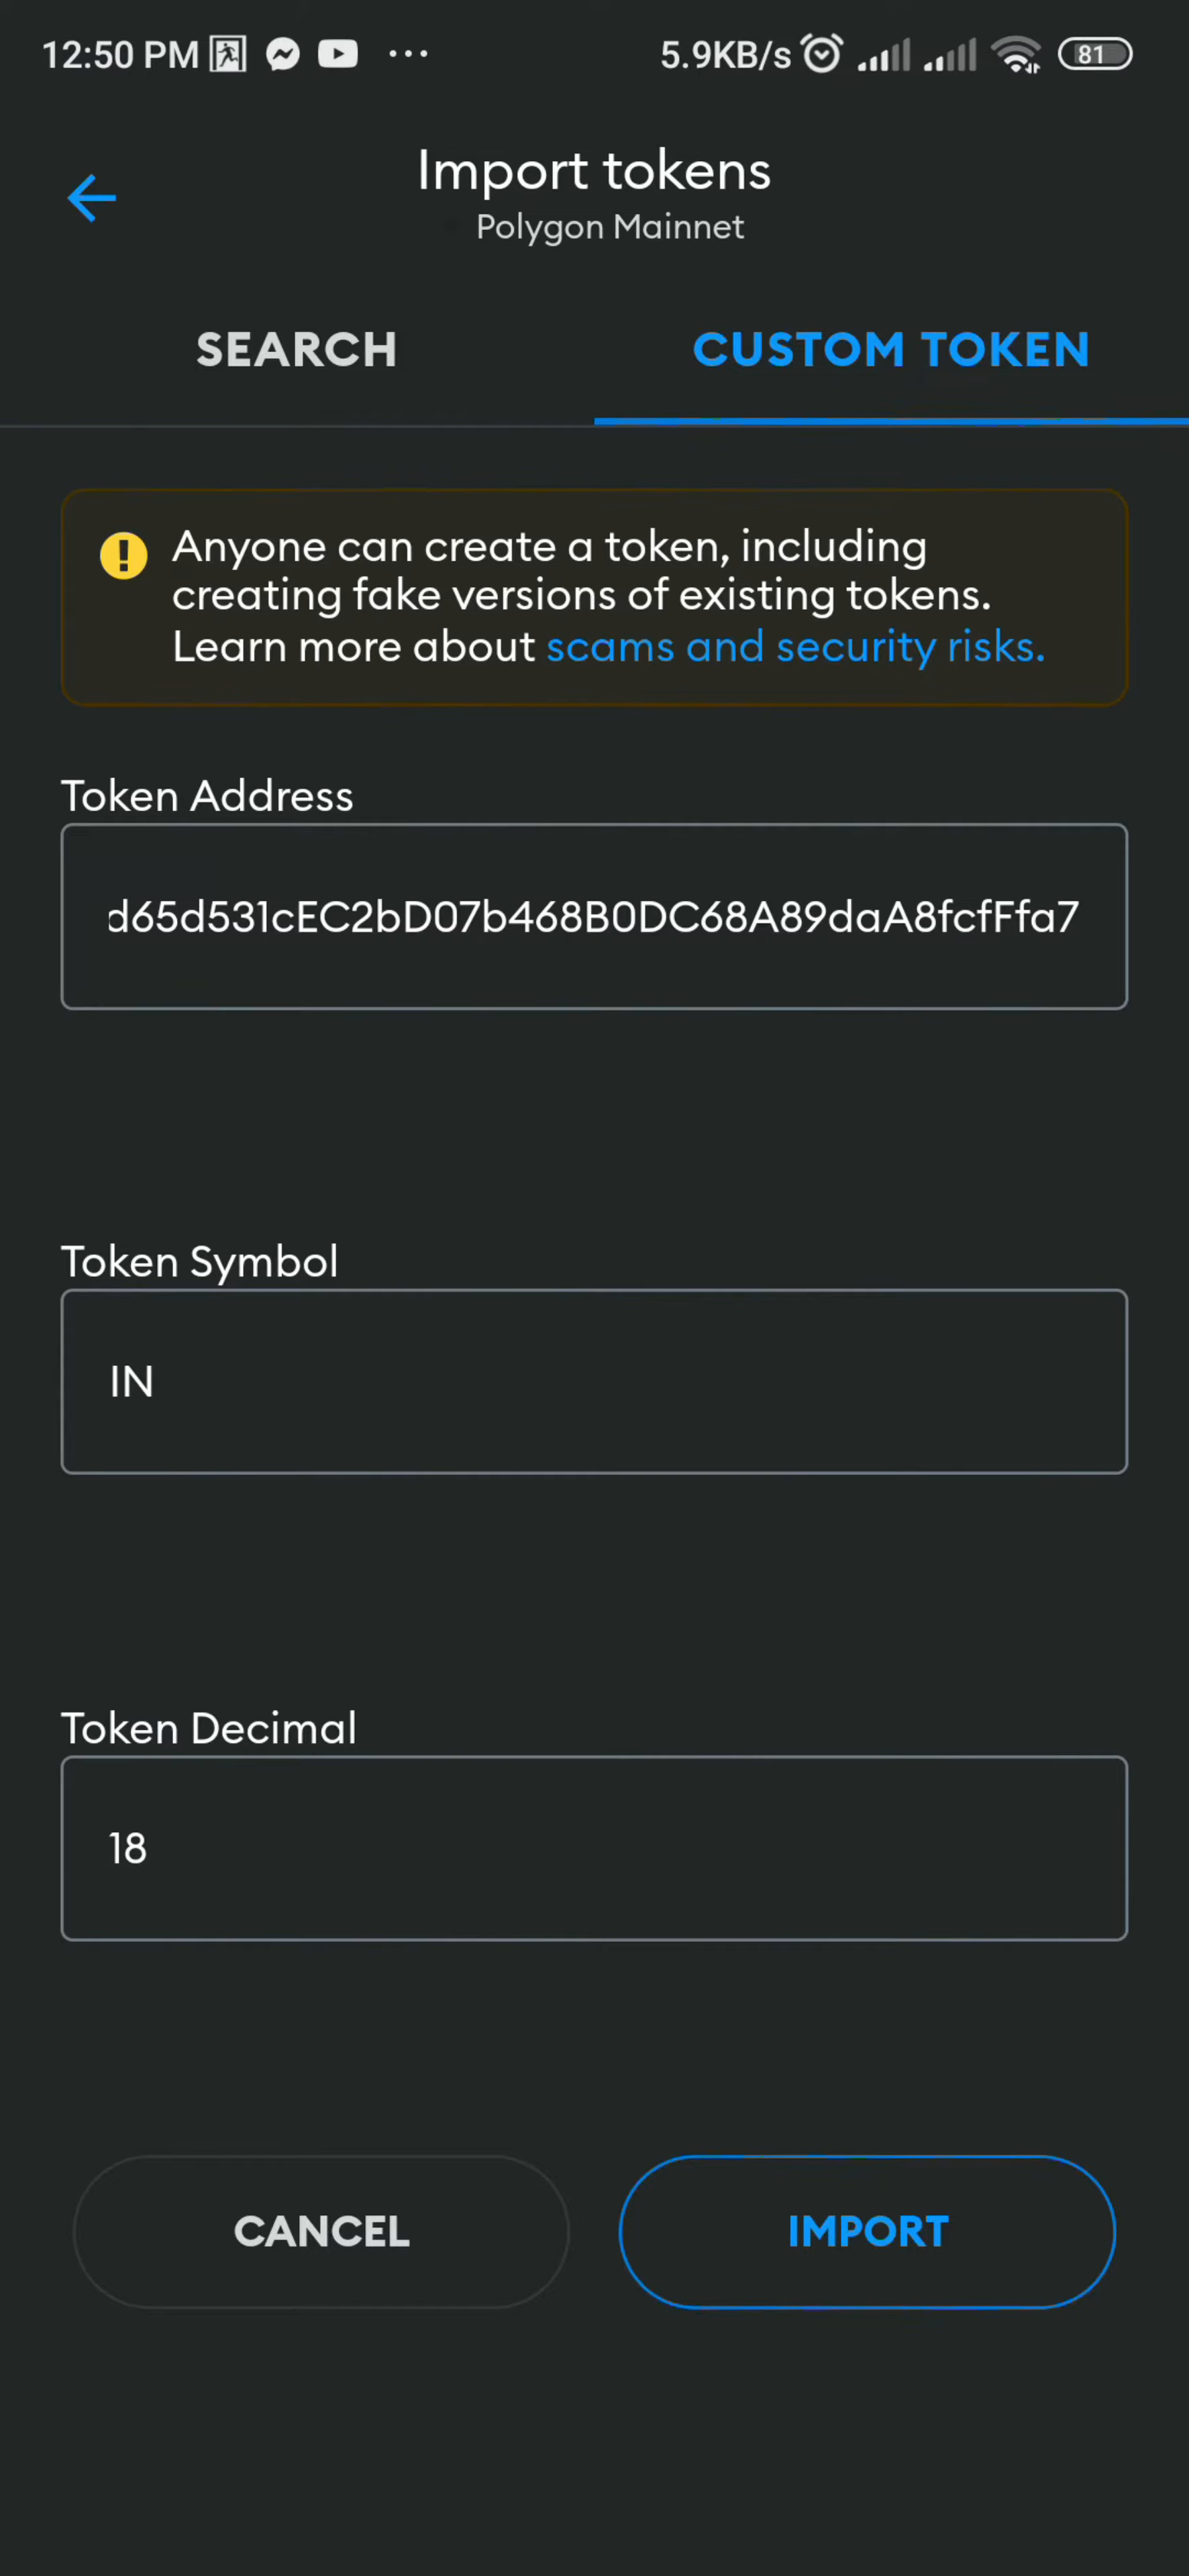 12:50 PM ... 5.9KB/s 81
Import tokens
Polygon Mainnet
SEARCH CUSTOM TOKEN
Anyone can create a token, including
creating fake versions of existing tokens.
Learn more about scams and security risks.
Token Address
d65d531cEC2bD07b468B0DC68A89daA8fcfFfa7
Token Symbol
IN
Token Decimal
18
CANCEL IMPORT